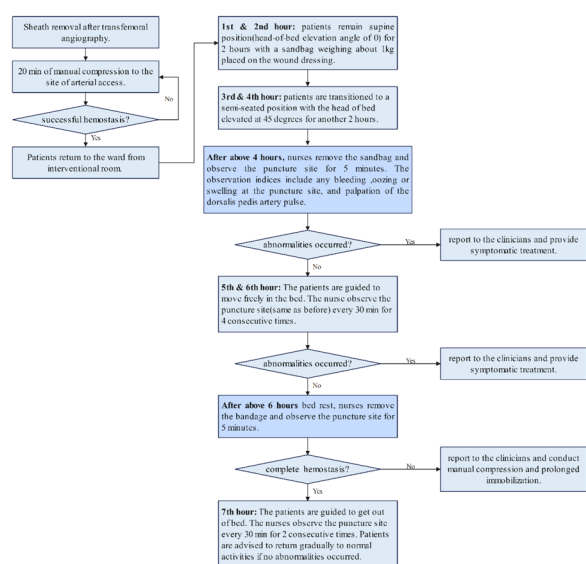 Sheath removal after transfemoral
angiography.
20 min of manual compression to the
site of arterial access.
No
successful hemostasis?
Yes
Patients return to the ward from
interventional room.
1st & 2nd hour: patients remain supine
position(head-of-bed elevation angle of 0) for
2 hours with a sandbag weighing about 1kg
placed on the wound dressing.
3rd & 4th hour: patients are transitioned to a
semi-seated position with the head of bed
elevated at 45 degrees for another 2 hours.
After above 4 hours, nurses remove the sandbag and
observe the puncture site for 5 minutes. The
observation indices include any bleeding ,oozing or
swelling at the puncture site, and palpation of the
dorsalis pedis artery pulse.
abnormalities occurred?
Yes
report to the clinicians and provide
symptomatic treatment.
No
5th & 6th hour: The patients are guided to
move freely in the bed. The nurse observe the
puncture site(same as before) every 30 min for
4 consecutive times.
abnormalities occurred?
Yes
report to the clinicians and provide
symptomatic treatment.
No
After above 6 hours bed rest, nurses remove
the bandage and observe the puncture site for
5 minutes.
complete hemostasis?
No
report to the clinicians and conduct
manual compression and prolonged
immobilization.
Yes
7th hour: The patients are guided to get out
of bed. The nurses observe the puncture site
every 30 min for 2 consecutive times. Patients
are advised to return gradually to normal
activities if no abnormalities occurred.